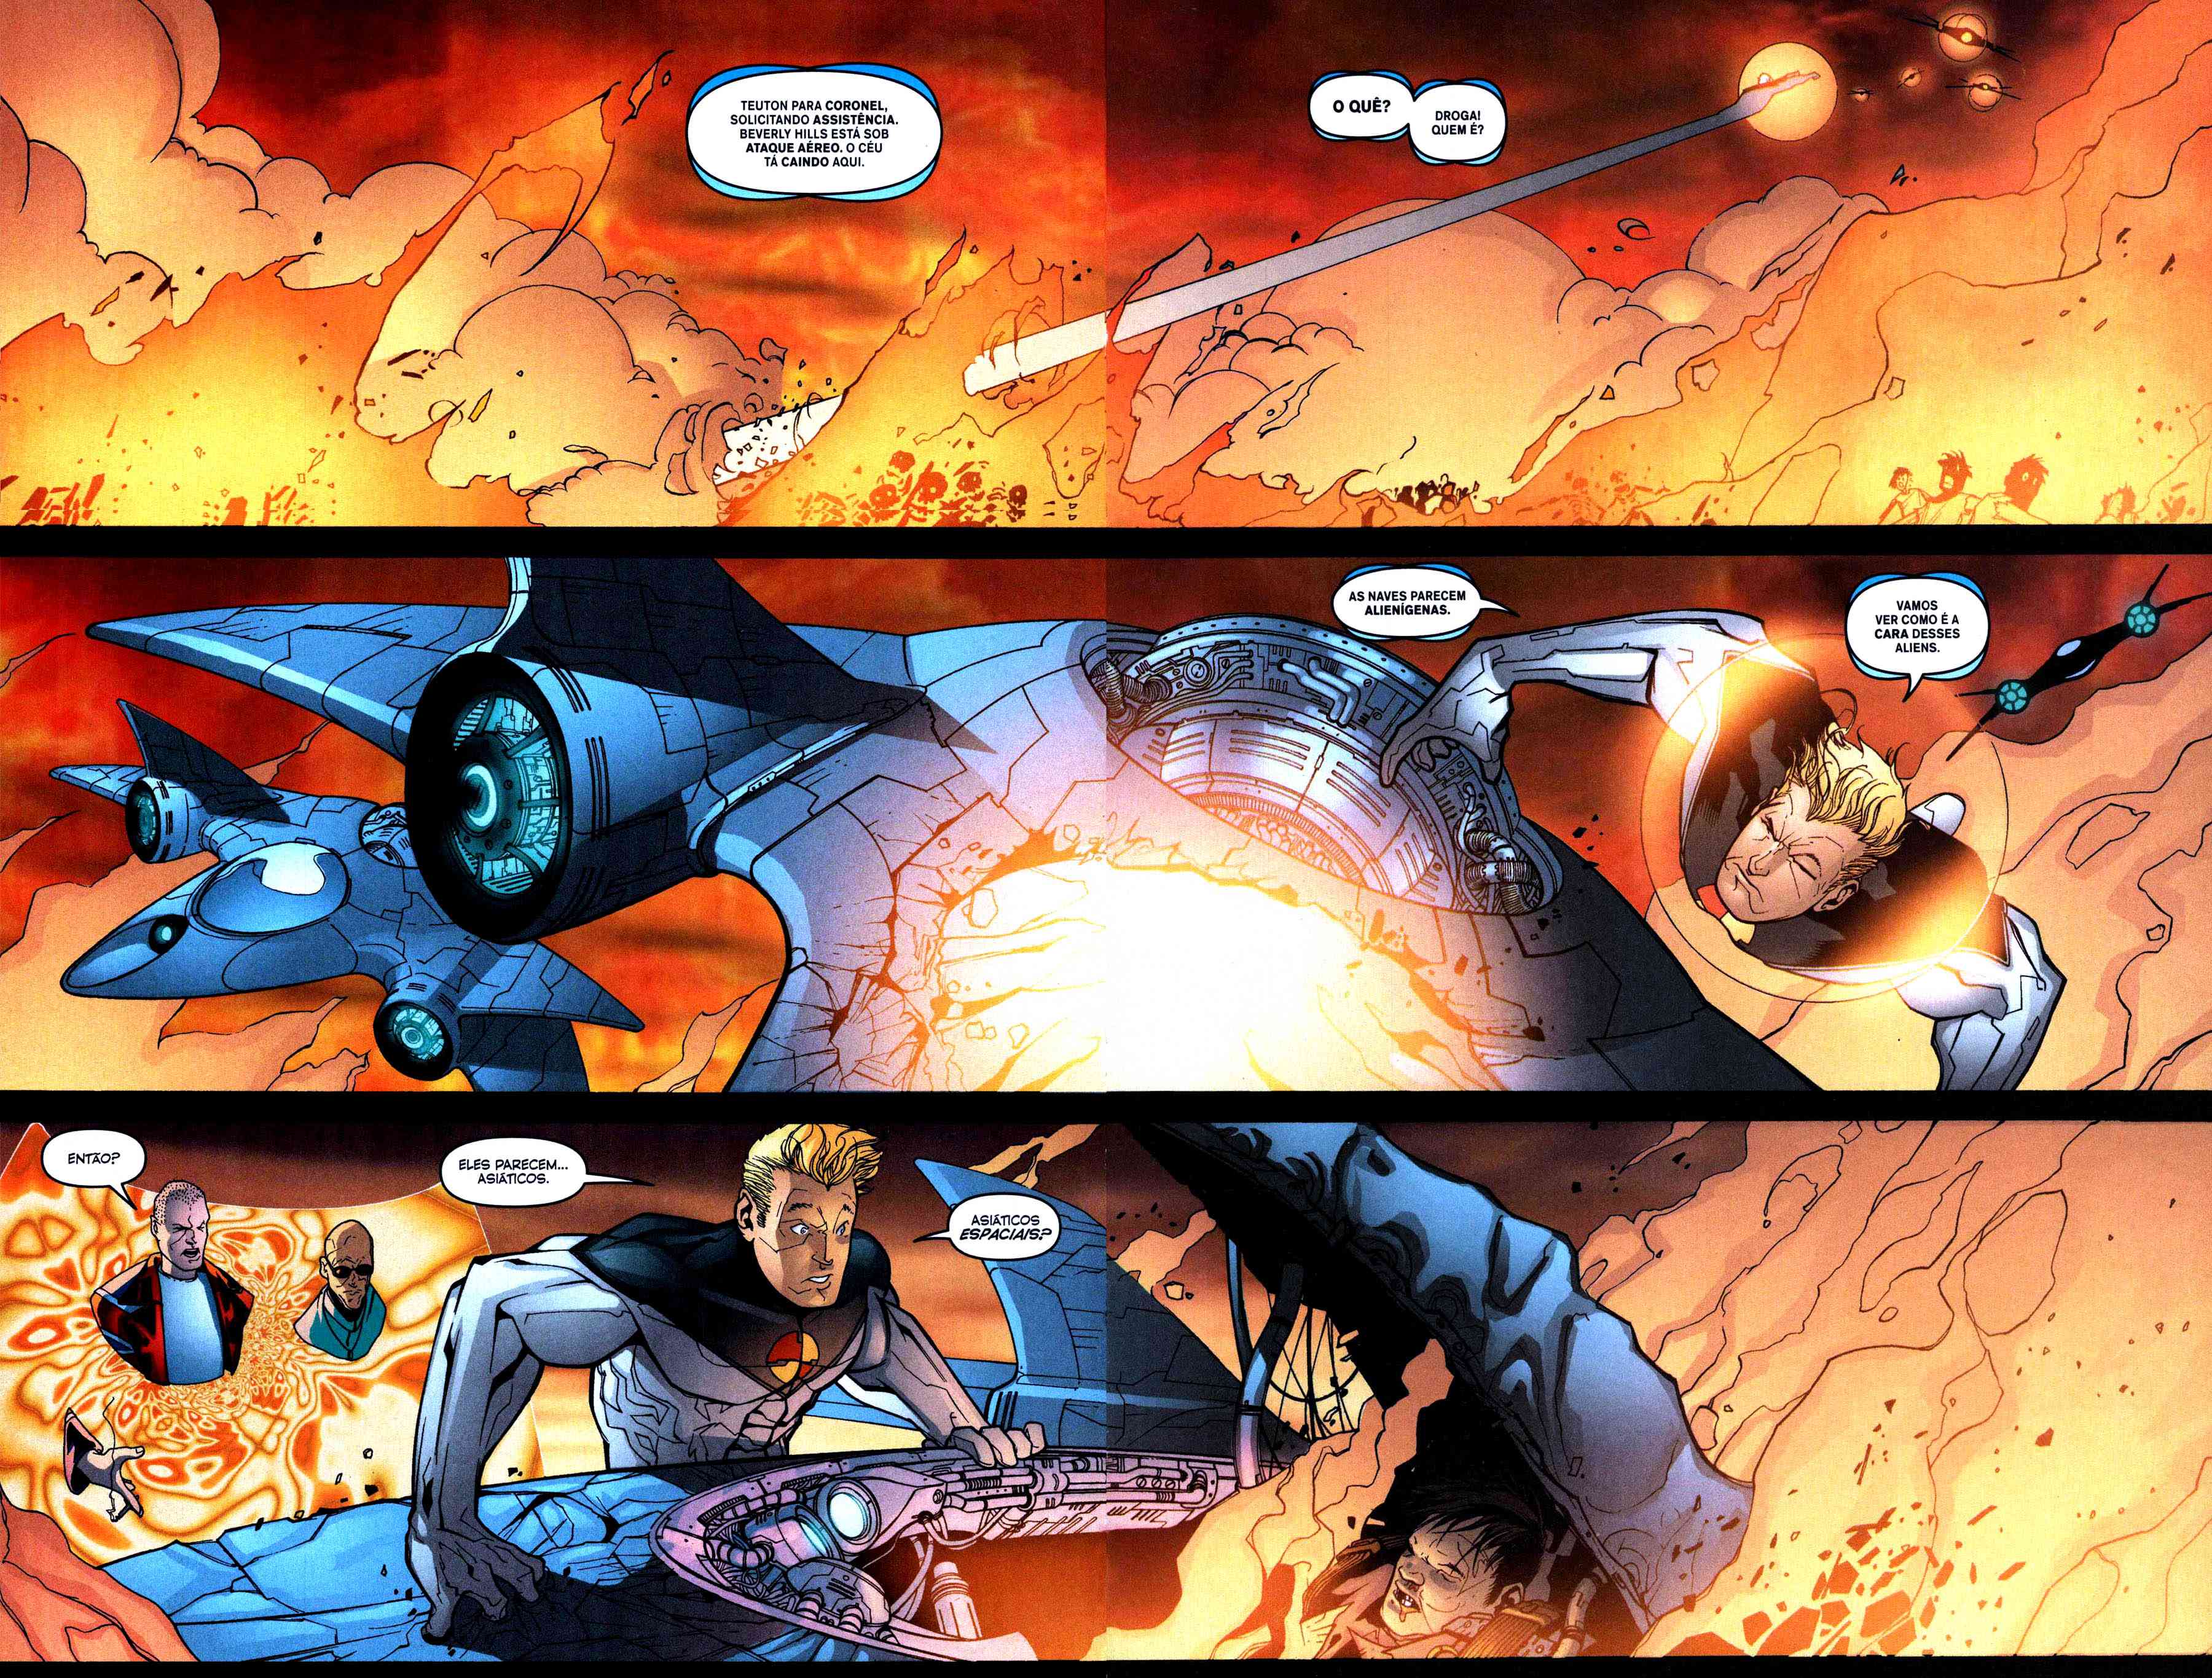 TEUTON PARA CORONEL,
SOLICITANDO ASSISTÊNCIA.
BEVERLY HILLS ESTÁ SOB
ATAQUE AÉREO. O CÉU
TÁ CAINDO AQUI.
O QUÊ?
DROGA!
QUEM É?
AS NAVES PARECEM
ALIENÍGENAS.
VAMOS
VER COMO É A
CARA DESSES
ALIENS.
ENTÃO?
ELES PARECEM...
ASIÁTICOS.
ASIÁTICOS
ESPACIAIS?